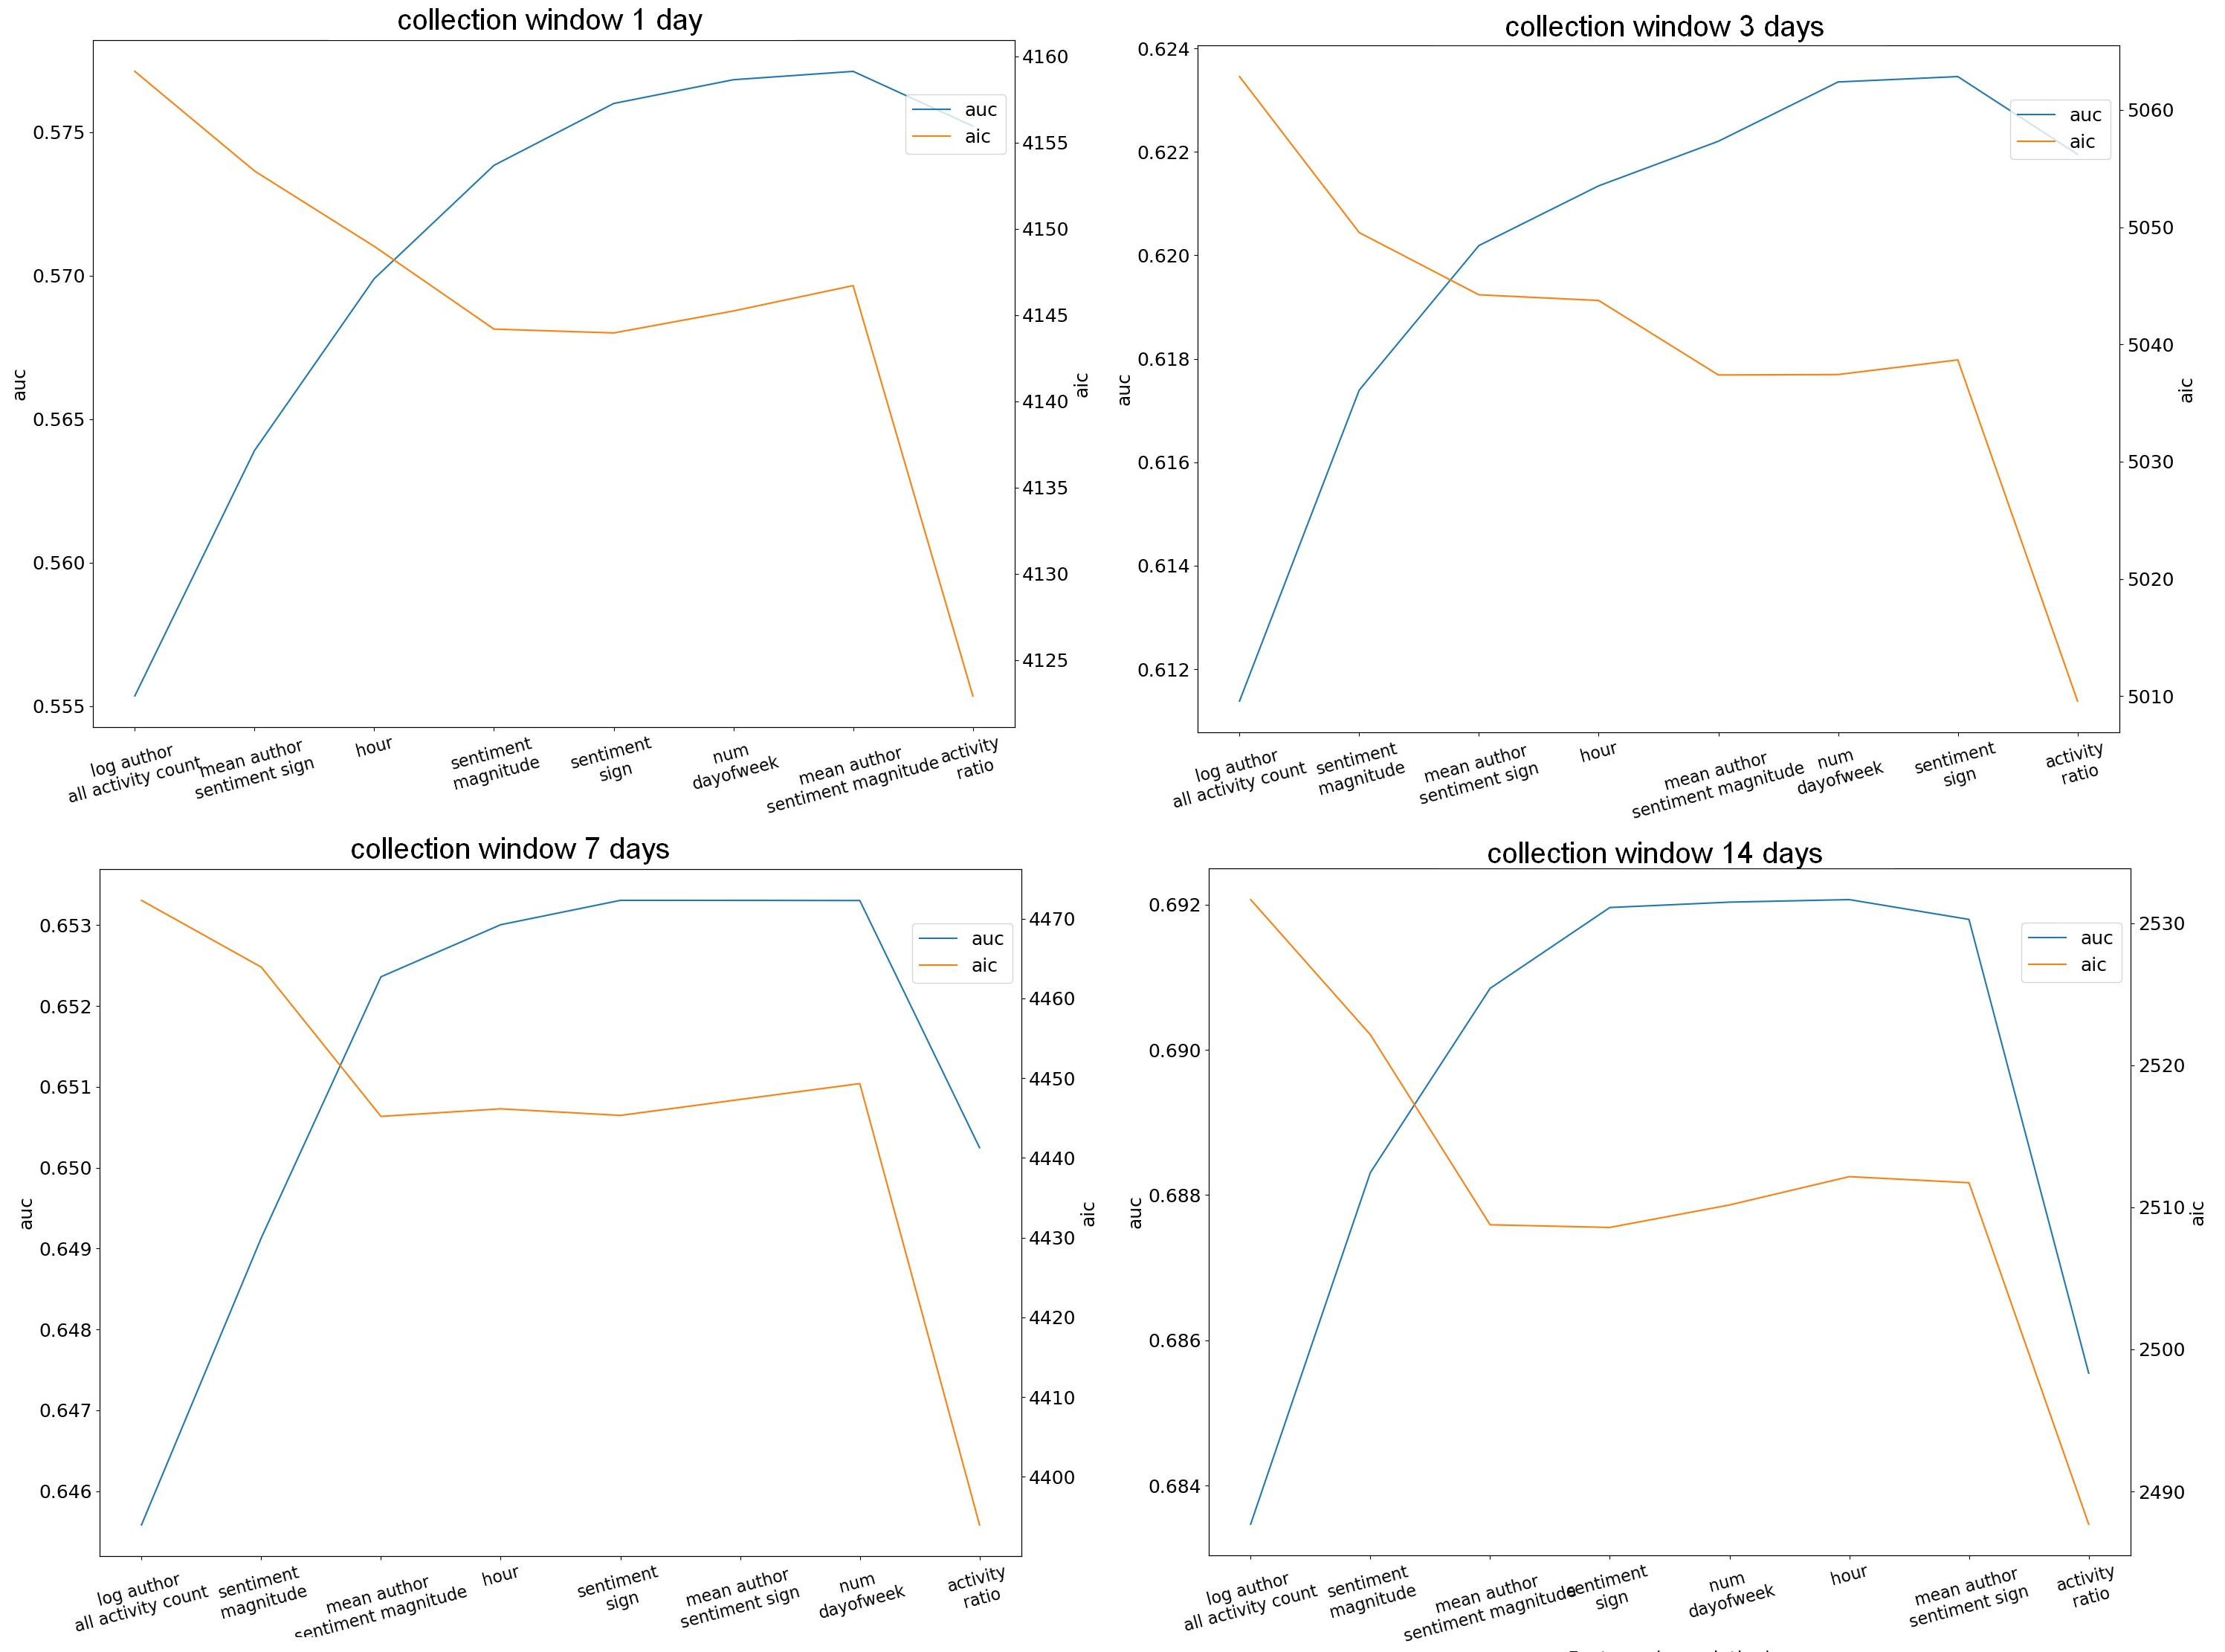 collection window 1 day
0.575
0.570
0.565
0.560
0.555
auc
4160
4155
4150
4145
4140
4135
4130
4125
aic
auc
aic
log author
all activity count
mean author
sentiment sign
hour
sentiment
magnitude
sentiment
sign
num
dayofweek
mean author
sentiment magnitude
activity
ratio
collection window 3 days
0.624
0.622
0.620
0.618
0.616
0.614
0.612
auc
5060
5050
5040
5030
5020
5010
aic
auc
aic
log author
all activity count
sentiment
magnitude
mean author
sentiment sign
hour
mean author
sentiment magnitude
num
dayofweek
sentiment
sign
activity
ratio
collection window 7 days
0.653
0.652
0.651
0.650
0.649
0.648
0.647
0.646
auc
4470
4460
4450
4440
4430
4420
4410
4400
aic
auc
aic
log author
all activity count
sentiment
magnitude
mean author
sentiment magnitude
hour
sentiment
sign
mean author
sentiment sign
num
dayofweek
activity
ratio
collection window 14 days
0.692
0.690
0.688
0.686
0.684
auc
2530
2520
2510
2500
2490
aic
auc
aic
log author
all activity count
sentiment
magnitude
mean author
sentiment magnitude
sentiment
sign
num
dayofweek
hour
mean author
sentiment sign
activity
ratio